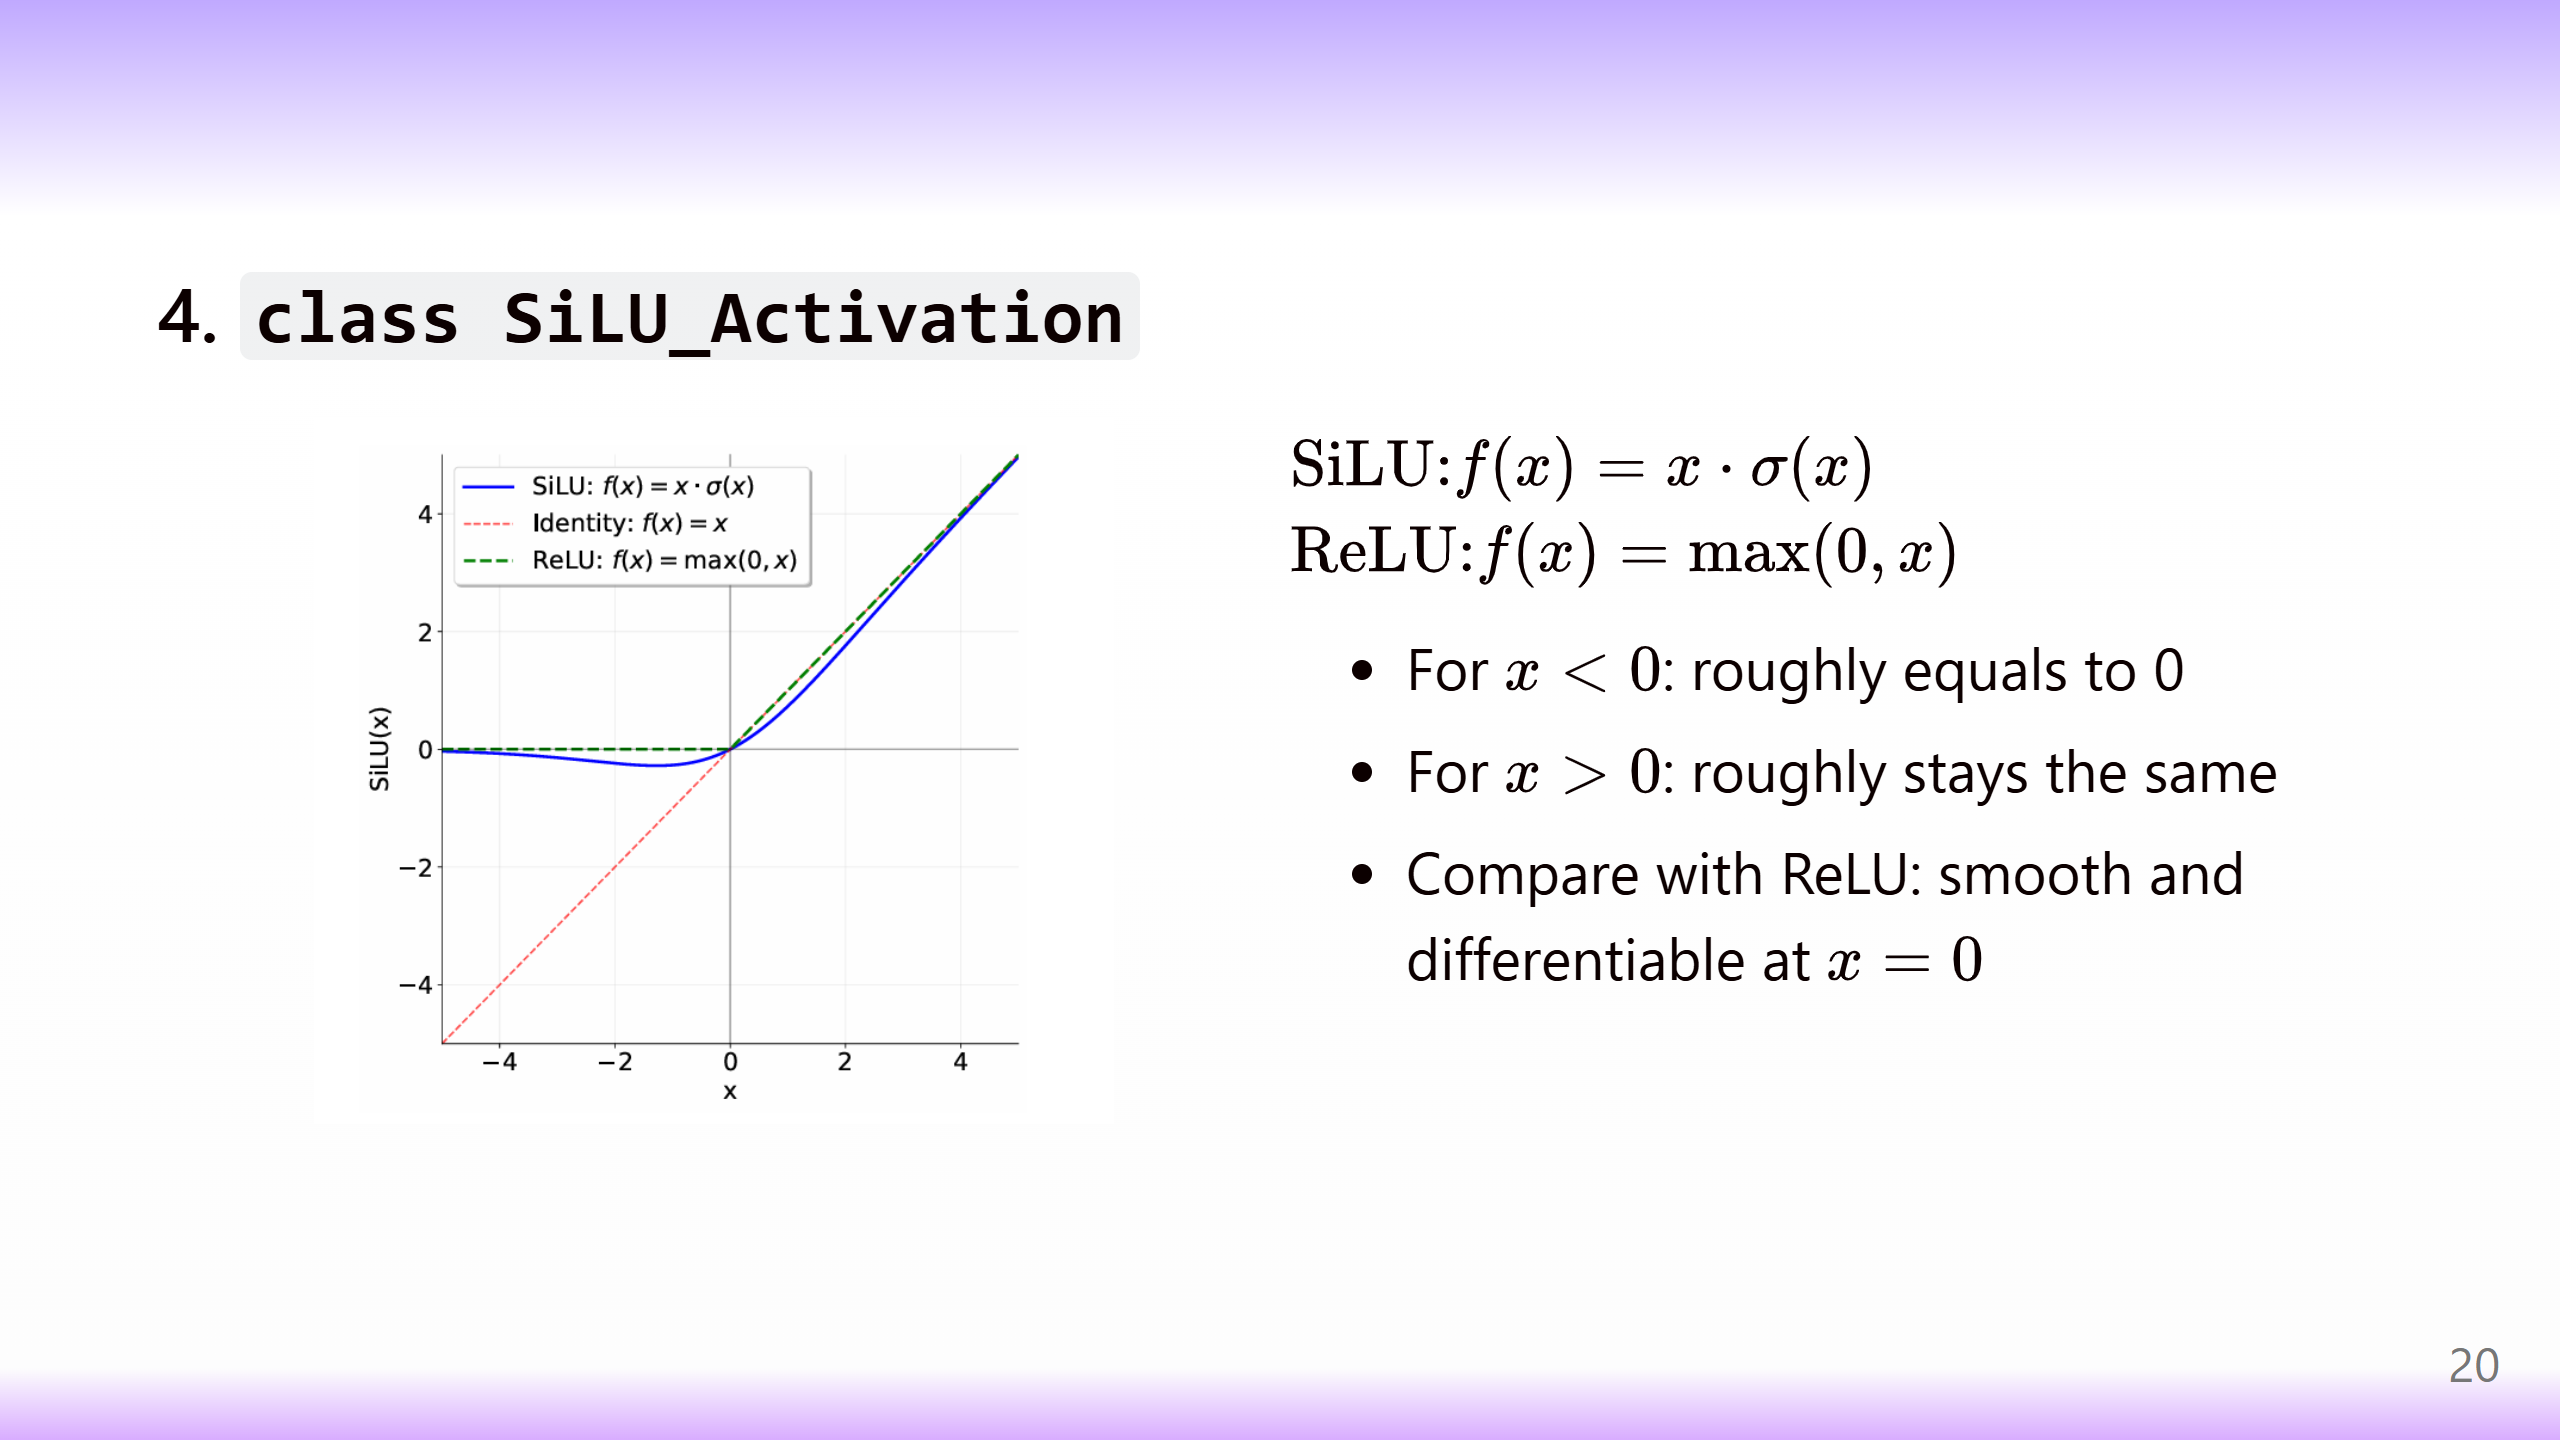 4. class SiLU_Activation
SiLU: f(x) = x · σ(x)
Identity: f(x) = x
ReLU: f(x) = max(0, x)
4
2
0
−2
−4
SiLU(x)
−4 −2 0 2 4
x
SiLU:f(x) = x · σ(x)
ReLU:f(x) = max(0, x)
• For x < 0: roughly equals to 0
• For x > 0: roughly stays the same
• Compare with ReLU: smooth and
differentiable at x = 0
20